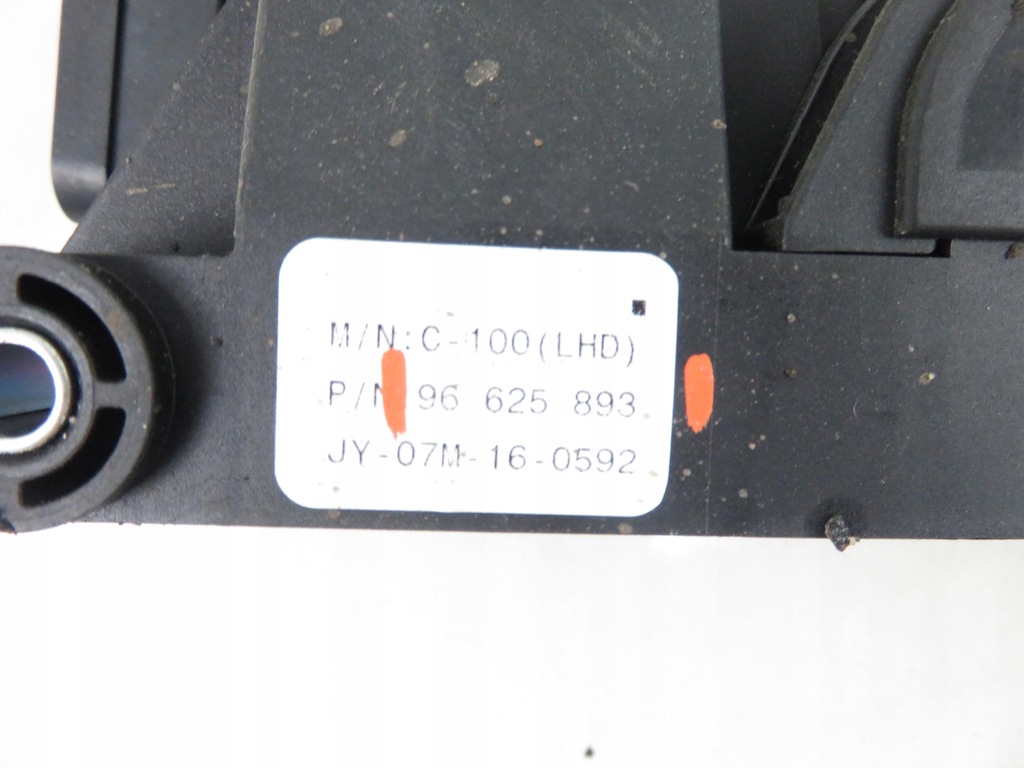 M/N:C-100(LHD)
P/N 96 625 893
JY-07M-16-0592